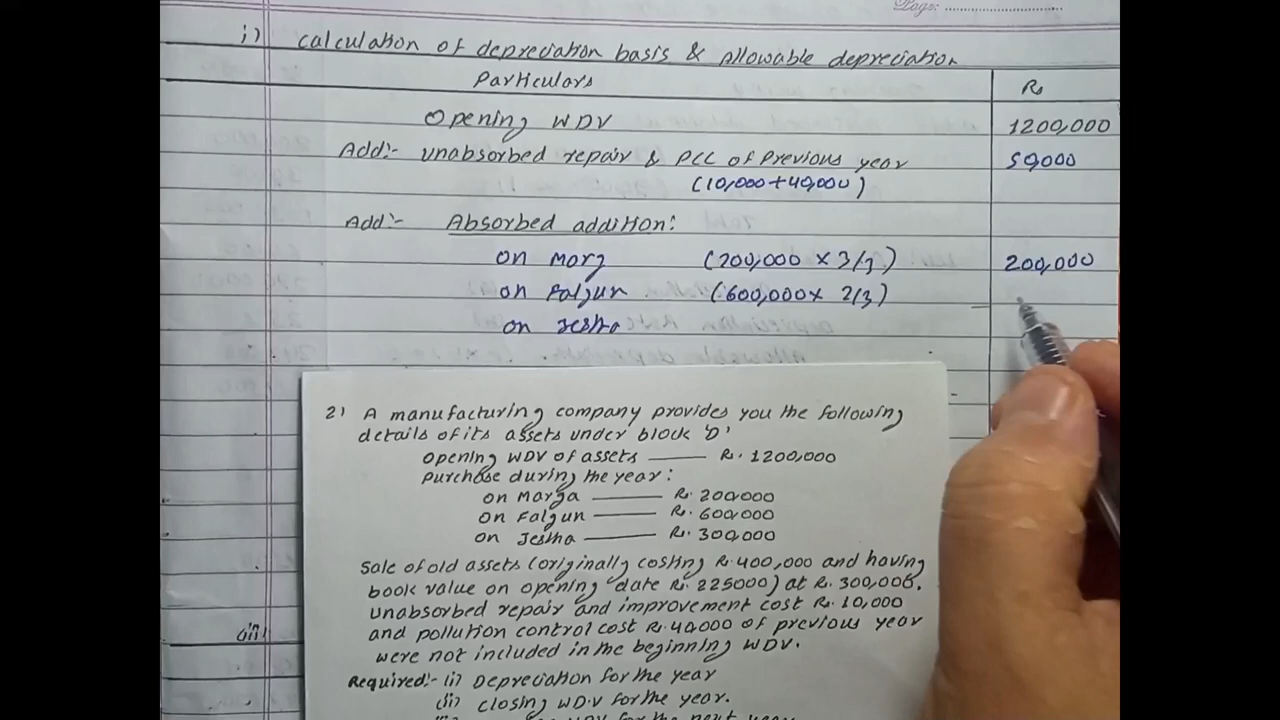 Page: ..............................
i) calculation of depreciation basis & Allowable depreciation
Particulars Rs
Opening WDV 1200,000
Add:- unabsorbed repair & PCC of Previous year 50,000
(10,000+40,000)
Add:- Absorbed addition:
on Marg (200,000 × 3/3) 200,000
on Falgun (600,000× 2/3)
on Jestha
2) A manufacturing company provides you the following
details of its assets under block 'D'
opening WDV of assets —— Rs. 1200,000
purchase during the year:
on Marga —— Rs. 200,000
on Falgun —— Rs. 600,000
on Jestha —— Rs. 300,000
Sale of old assets (originally costing Rs. 400,000 and having
book value on opening date Rs. 225000) at Rs. 300,000.
unabsorbed repair and improvement cost Rs. 10,000
and pollution control cost Rs. 40,000 of previous year
were not included in the beginning WDV.
Required:- (i) Depreciation for the year
(ii) closing W.D.V for the year.